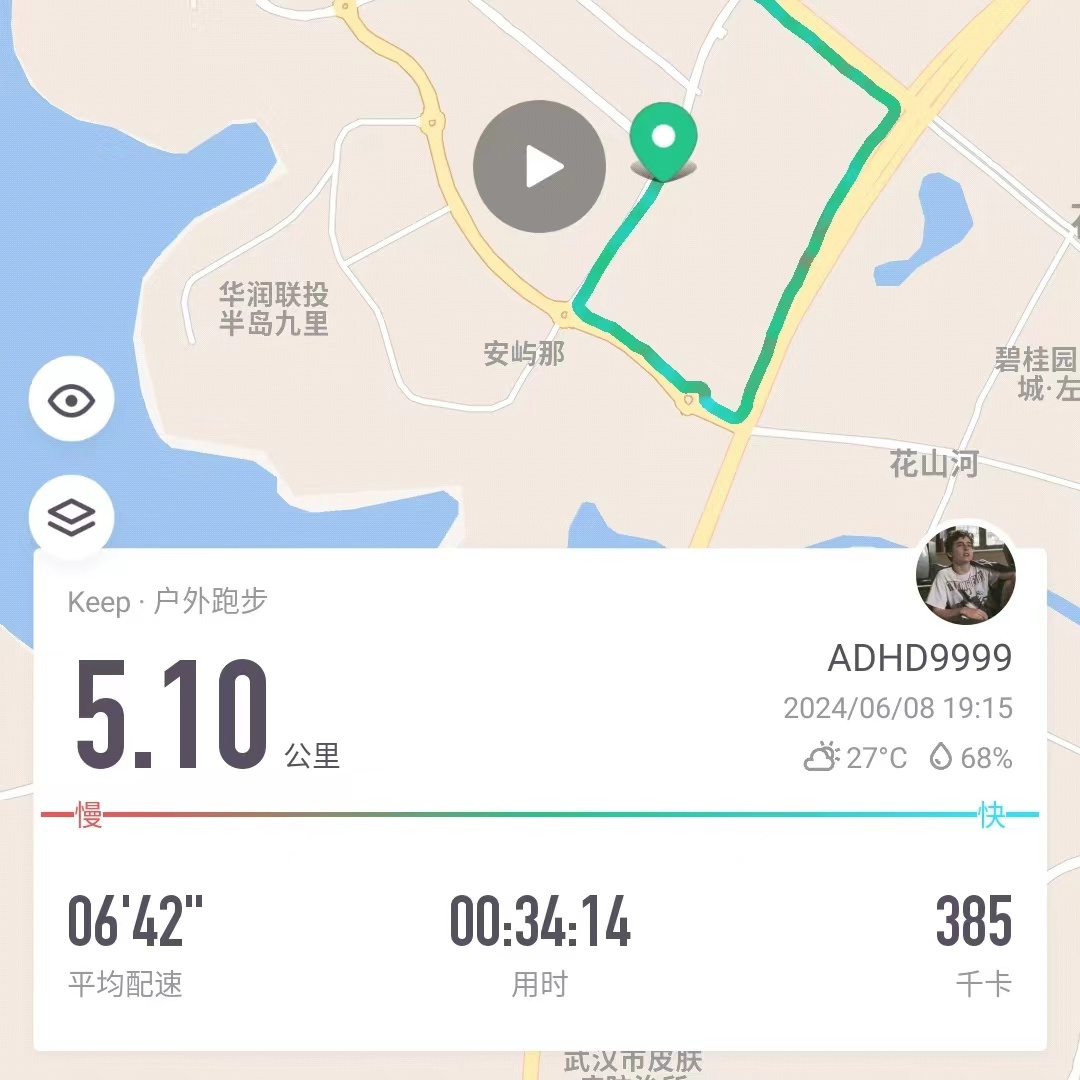 华润联投
半岛九里
安屿那
碧桂园
城·左
花山河
Keep · 户外跑步
5.10 公里
ADHD9999
2024/06/08 19:15
27°C 68%
慢 快
06'42" 00:34:14 385
平均配速 用时 千卡
武汉市皮肤